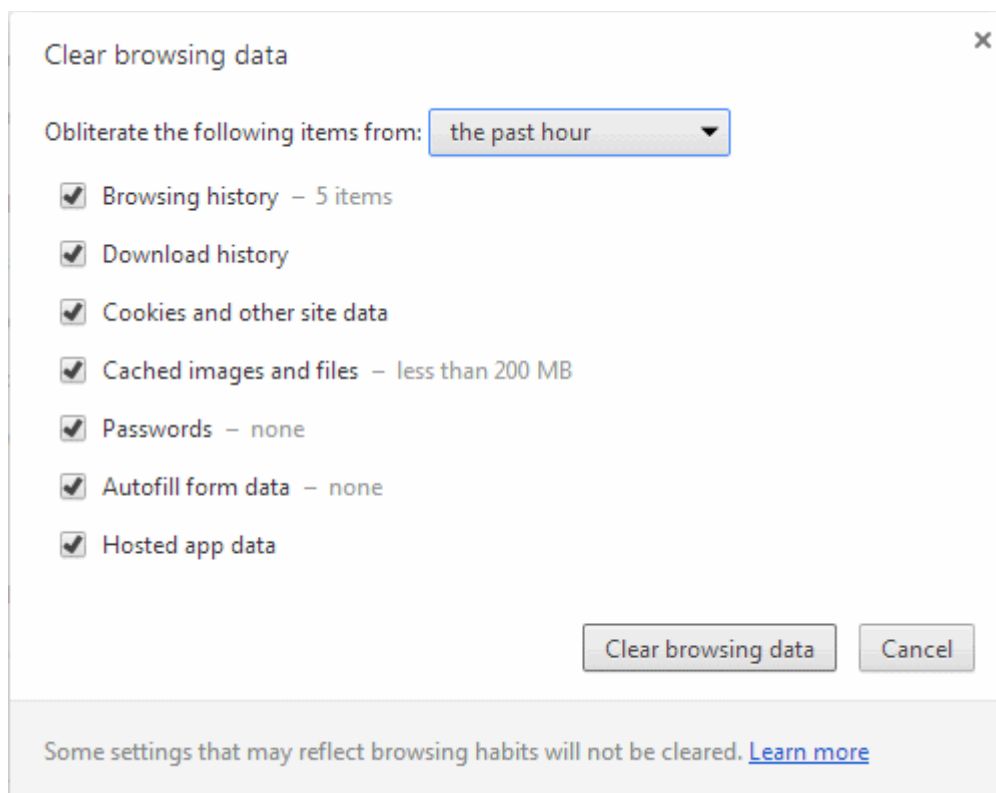 Clear browsing data
Obliterate the following items from: the past hour
Browsing history – 5 items
Download history
Cookies and other site data
Cached images and files – less than 200 MB
Passwords – none
Autofill form data – none
Hosted app data
Clear browsing data Cancel
Some settings that may reflect browsing habits will not be cleared. Learn more